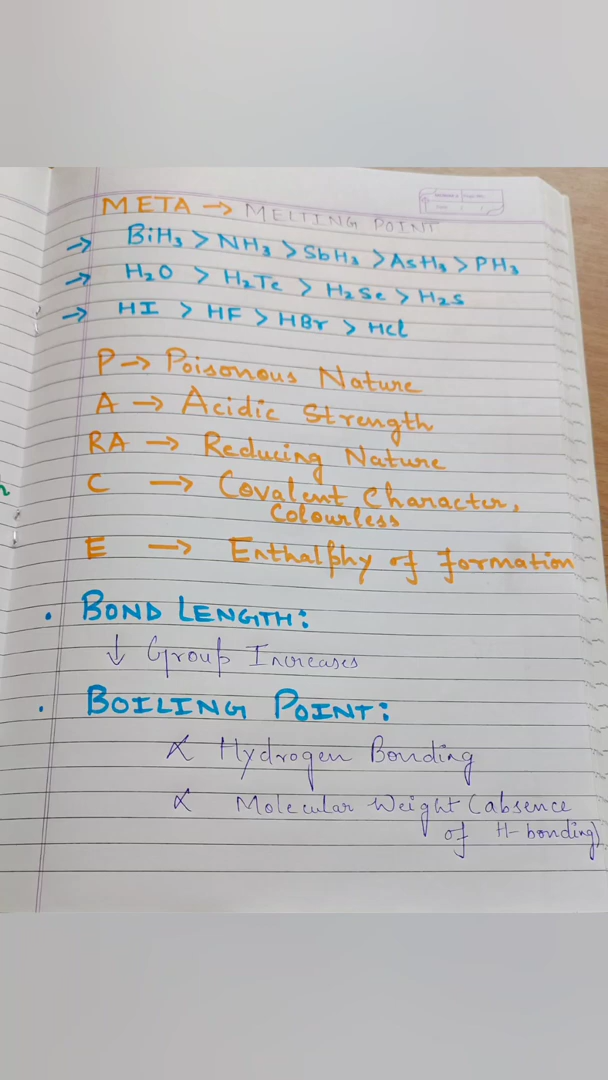 META → MELTING POINT
→ BiH₃ > NH₃ > SbH₃ > AsH₃ > PH₃
→ H₂O > H₂Te > H₂Se > H₂S
→ HI > HF > HBr > HCl
P → Poisonous Nature
A → Acidic Strength
RA → Reducing Nature
C → Covalent Character,
Colourless
E → Enthalphy of formation
• BOND LENGTH:
↓ Group Increases
• BOILING POINT:
∝ Hydrogen Bonding
∝ Molecular Weight (absence
of H-bonding)